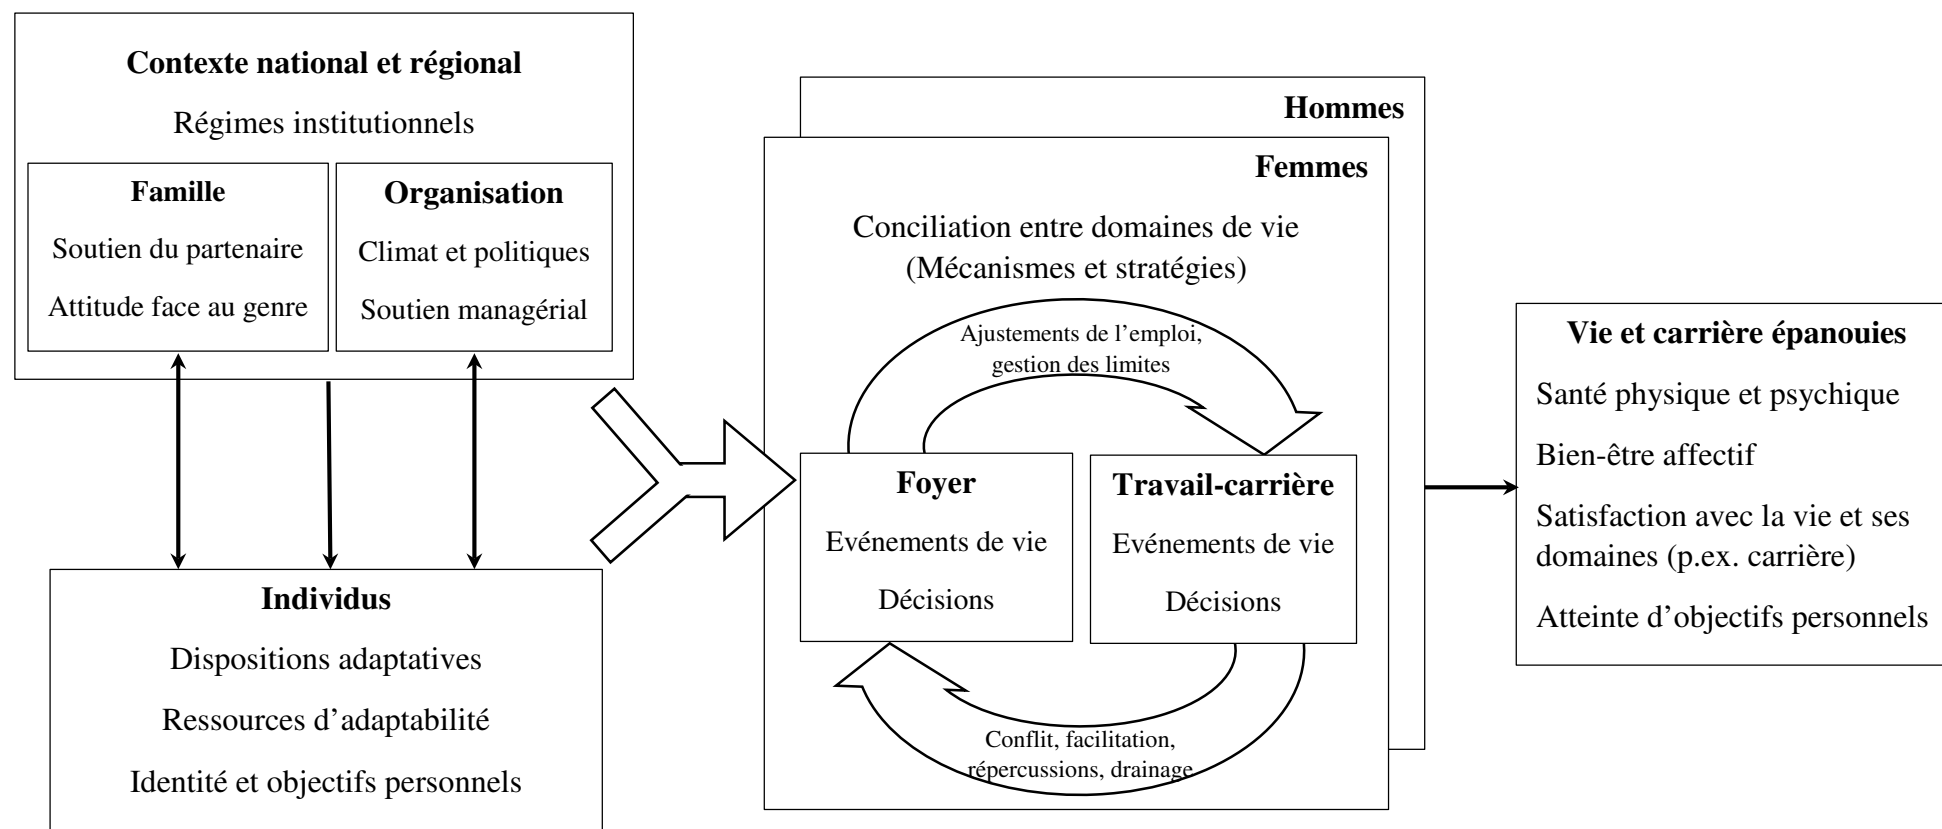 Contexte national et régional
Régimes institutionnels
Famille
Soutien du partenaire
Attitude face au genre
Organisation
Climat et politiques
Soutien managérial
Individus
Dispositions adaptatives
Ressources d’adaptabilité
Identité et objectifs personnels
Hommes
Femmes
Conciliation entre domaines de vie
(Mécanismes et stratégies)
Ajustements de l’emploi,
gestion des limites
Foyer
Evénements de vie
Décisions
Travail-carrière
Evénements de vie
Décisions
Conflit, facilitation,
répercussions, drainage
Vie et carrière épanouies
Santé physique et psychique
Bien-être affectif
Satisfaction avec la vie et ses
domaines (p.ex. carrière)
Atteinte d’objectifs personnels